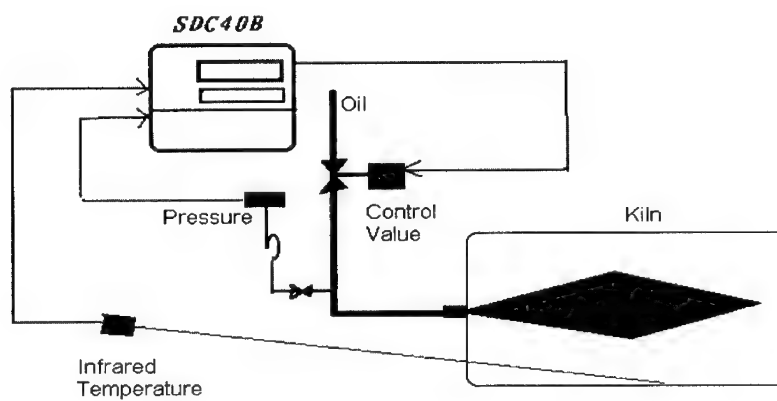 SDC40B
Oil
Pressure
Control
Value
Kiln
Infrared
Temperature